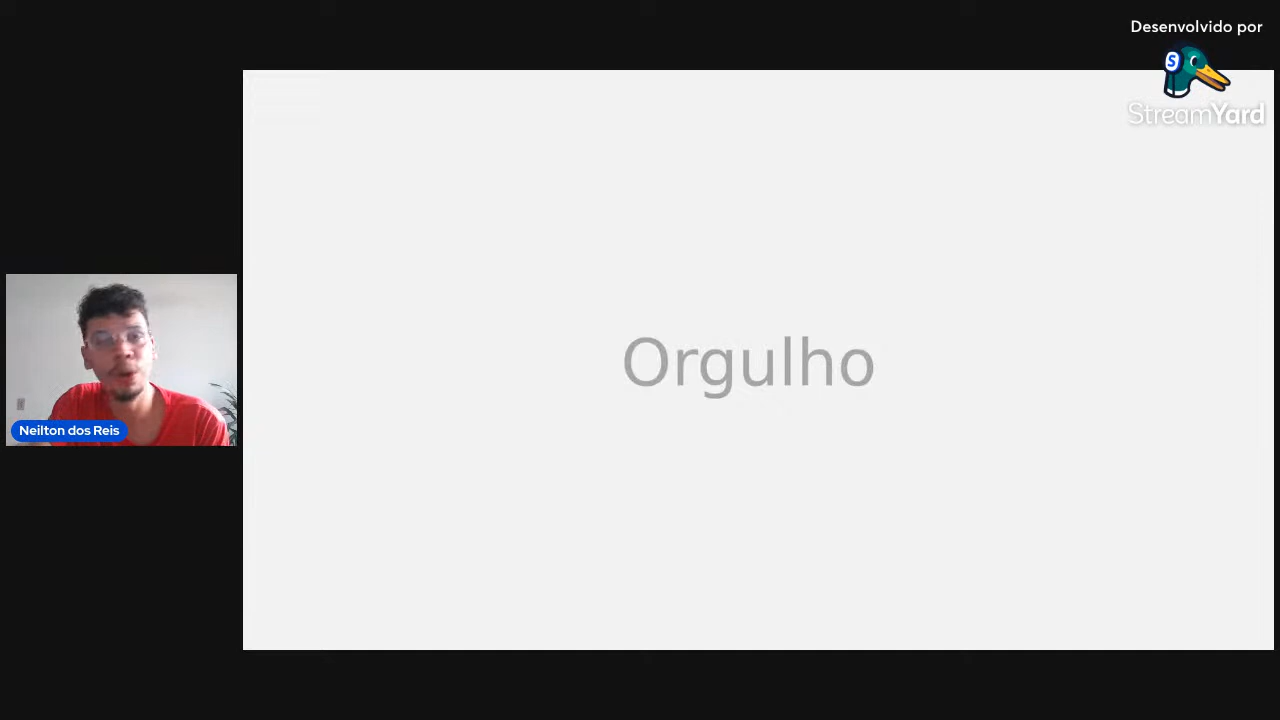 Desenvolvido por
S
StreamYard
Orgulho
Neilton dos Reis